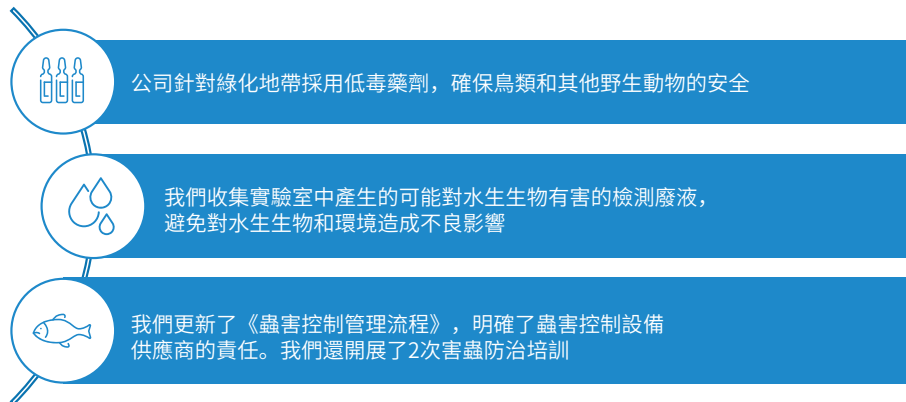 公司針對綠化地帶採用低毒藥劑，確保鳥類和其他野生動物的安全
我們收集實驗室中產生的可能對水生生物有害的檢測廢液，
避免對水生生物和環境造成不良影響
我們更新了《蟲害控制管理流程》，明確了蟲害控制設備
供應商的責任。我們還開展了2次害蟲防治培訓